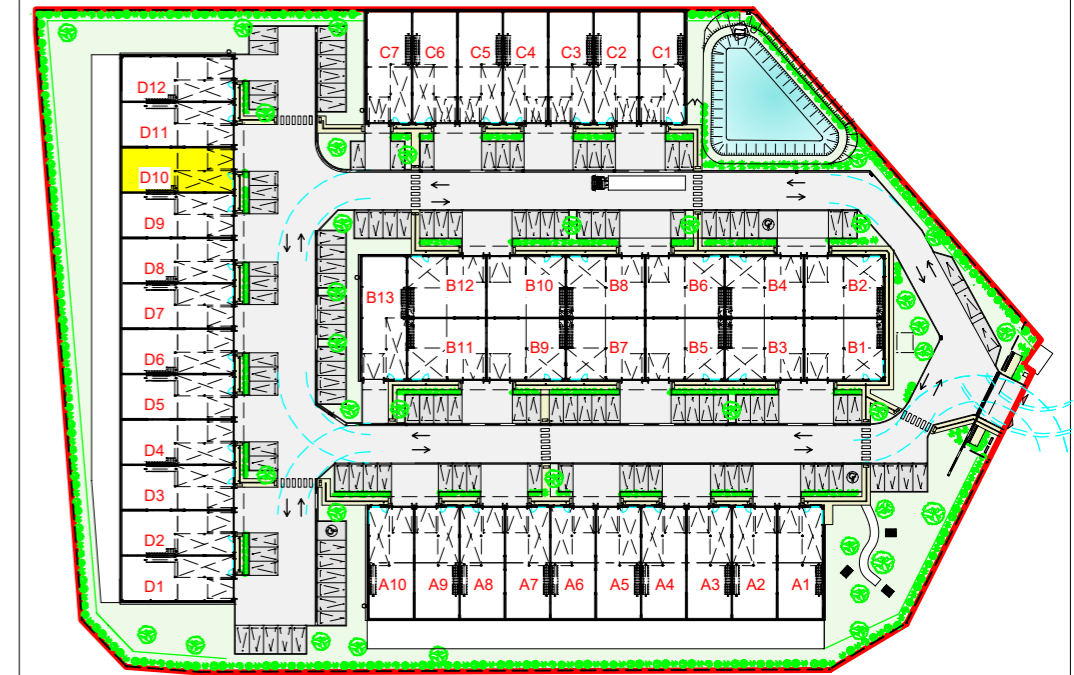 C7 C6 C5 C4 C3 C2 C1
D12
D11
D10
D9
D8
D7
D6
D5
D4
D3
D2
D1
B13 B12 B10 B8 B6 B4 B2
B11 B9 B7 B5 B3 B1
A10 A9 A8 A7 A6 A5 A4 A3 A2 A1